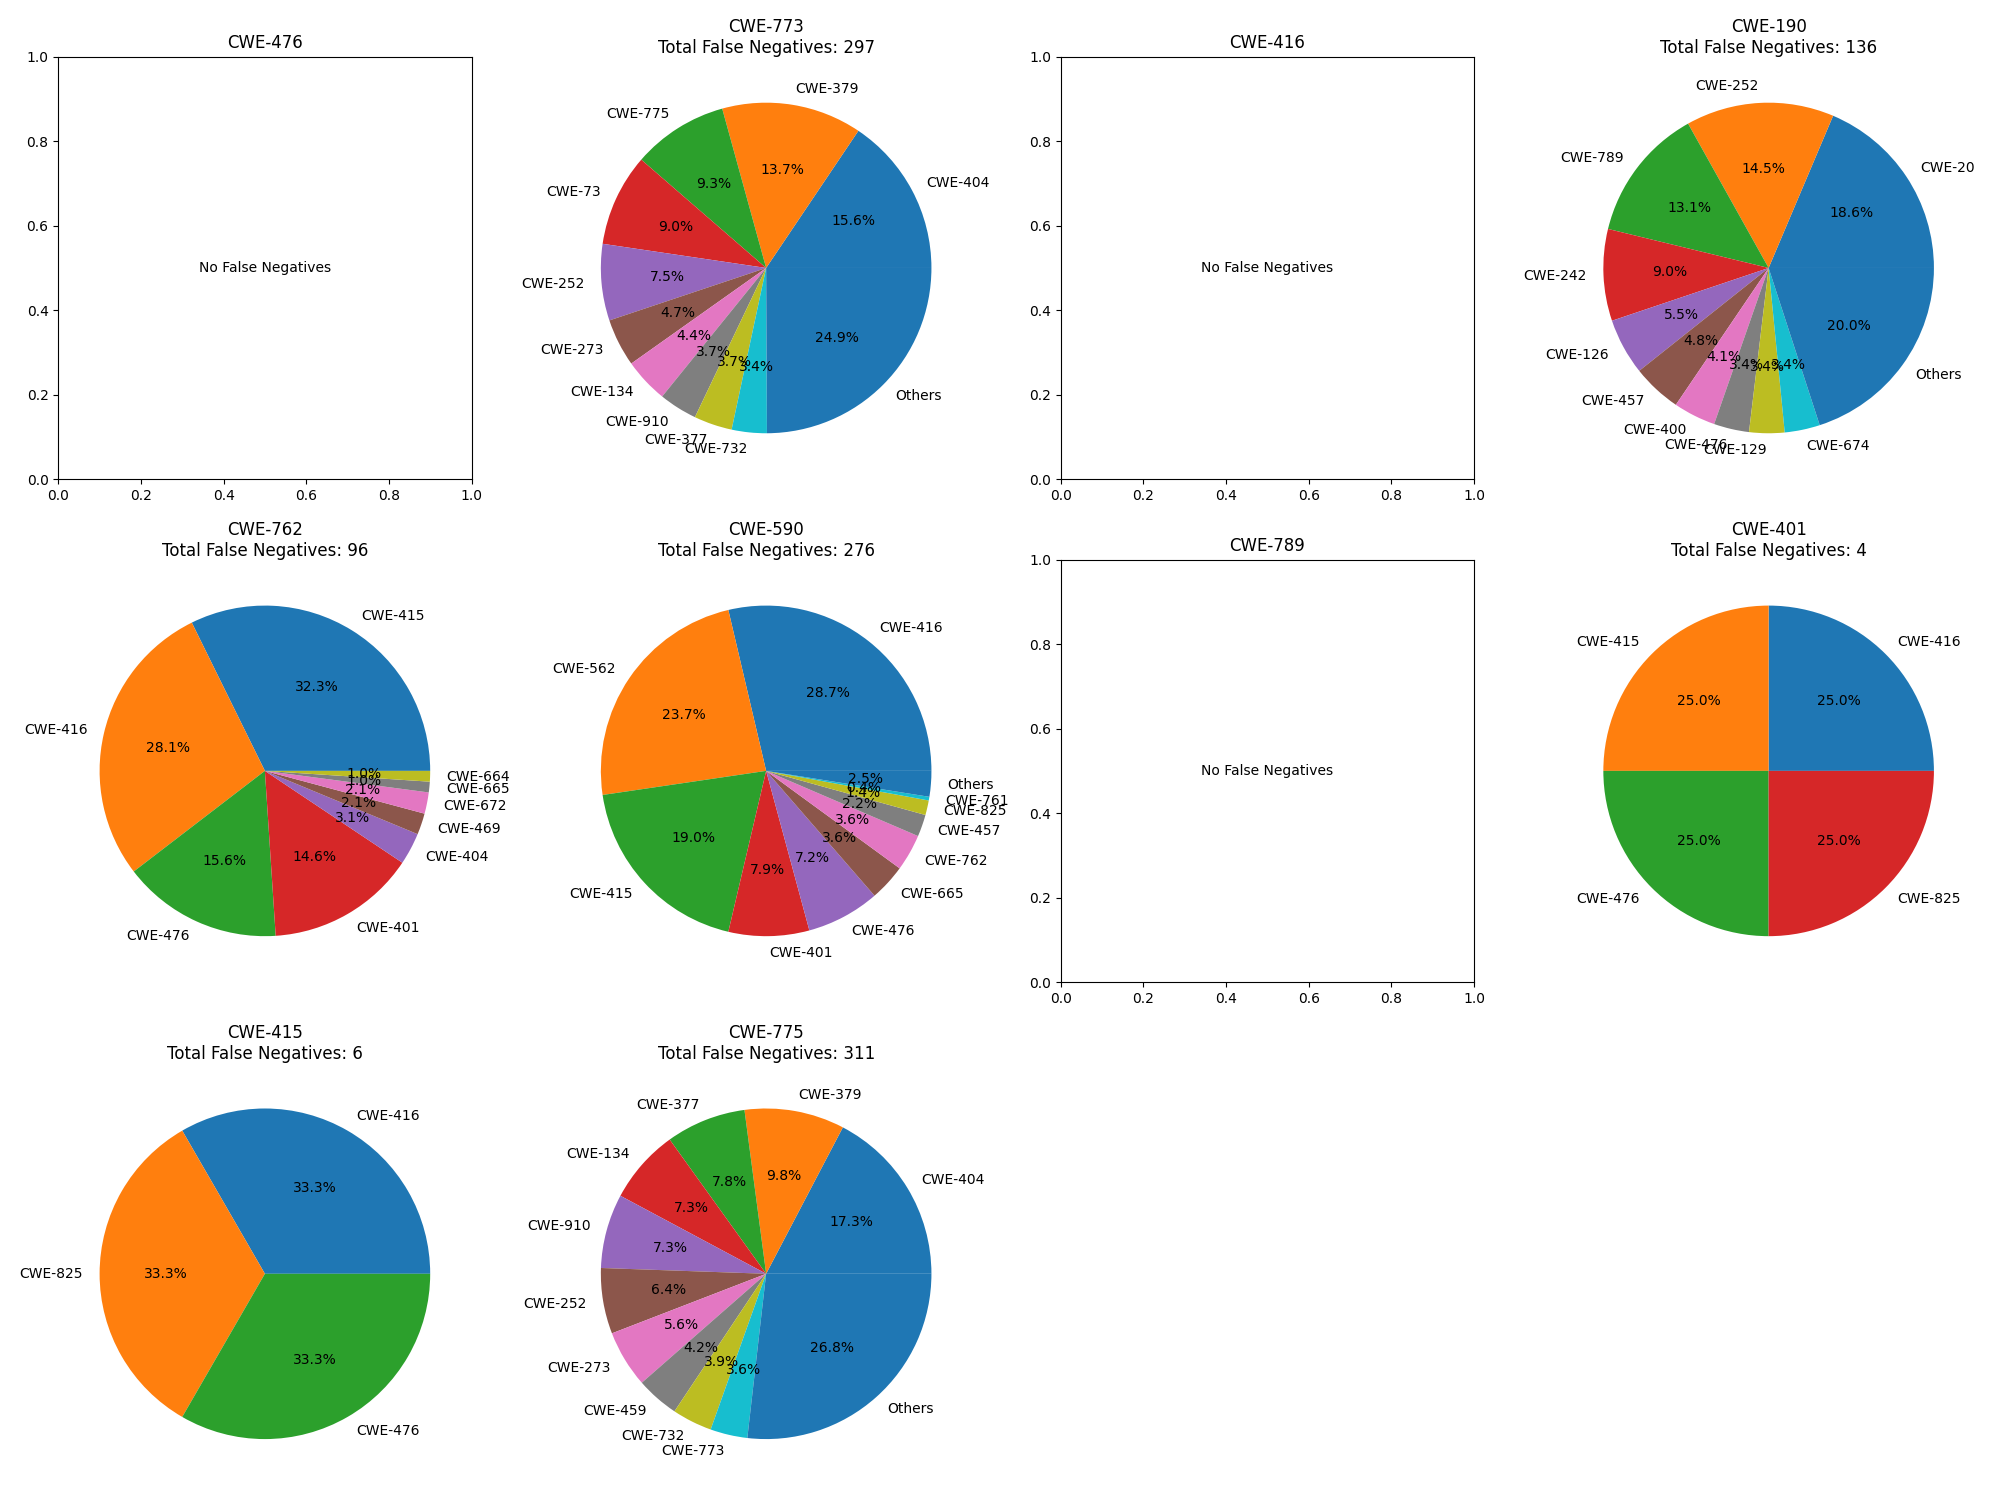 CWE-476
1.0
0.8
0.6
0.4
0.2
0.0
No False Negatives
0.0 0.2 0.4 0.6 0.8 1.0
CWE-773
Total False Negatives: 297
CWE-404
15.6%
CWE-379
13.7%
CWE-775
9.3%
CWE-73
9.0%
CWE-252
7.5%
CWE-273
4.7%
CWE-134
4.4%
CWE-910
3.7%
CWE-377
3.7%
CWE-732
3.4%
Others
24.9%
CWE-416
1.0
0.8
0.6
0.4
0.2
0.0
No False Negatives
0.0 0.2 0.4 0.6 0.8 1.0
CWE-190
Total False Negatives: 136
CWE-20
18.6%
CWE-252
14.5%
CWE-789
13.1%
CWE-242
9.0%
CWE-126
5.5%
CWE-457
4.8%
CWE-400
4.1%
CWE-476
3.4%
CWE-129
3.4%
CWE-674
3.4%
Others
20.0%
CWE-762
Total False Negatives: 96
CWE-415
32.3%
CWE-416
28.1%
CWE-476
15.6%
CWE-401
14.6%
CWE-404
3.1%
CWE-469
2.1%
CWE-672
2.1%
CWE-665
1.0%
CWE-664
1.0%
CWE-590
Total False Negatives: 276
CWE-416
28.7%
CWE-562
23.7%
CWE-415
19.0%
CWE-401
7.9%
CWE-476
7.2%
CWE-665
3.6%
CWE-762
3.6%
CWE-457
2.2%
CWE-825
1.4%
CWE-761
0.4%
Others
2.5%
CWE-789
1.0
0.8
0.6
0.4
0.2
0.0
No False Negatives
0.0 0.2 0.4 0.6 0.8 1.0
CWE-401
Total False Negatives: 4
CWE-416
25.0%
CWE-415
25.0%
CWE-476
25.0%
CWE-825
25.0%
CWE-415
Total False Negatives: 6
CWE-416
33.3%
CWE-825
33.3%
CWE-476
33.3%
CWE-775
Total False Negatives: 311
CWE-404
17.3%
CWE-379
9.8%
CWE-377
7.8%
CWE-134
7.3%
CWE-910
7.3%
CWE-252
6.4%
CWE-273
5.6%
CWE-459
4.2%
CWE-732
3.9%
CWE-773
3.6%
Others
26.8%